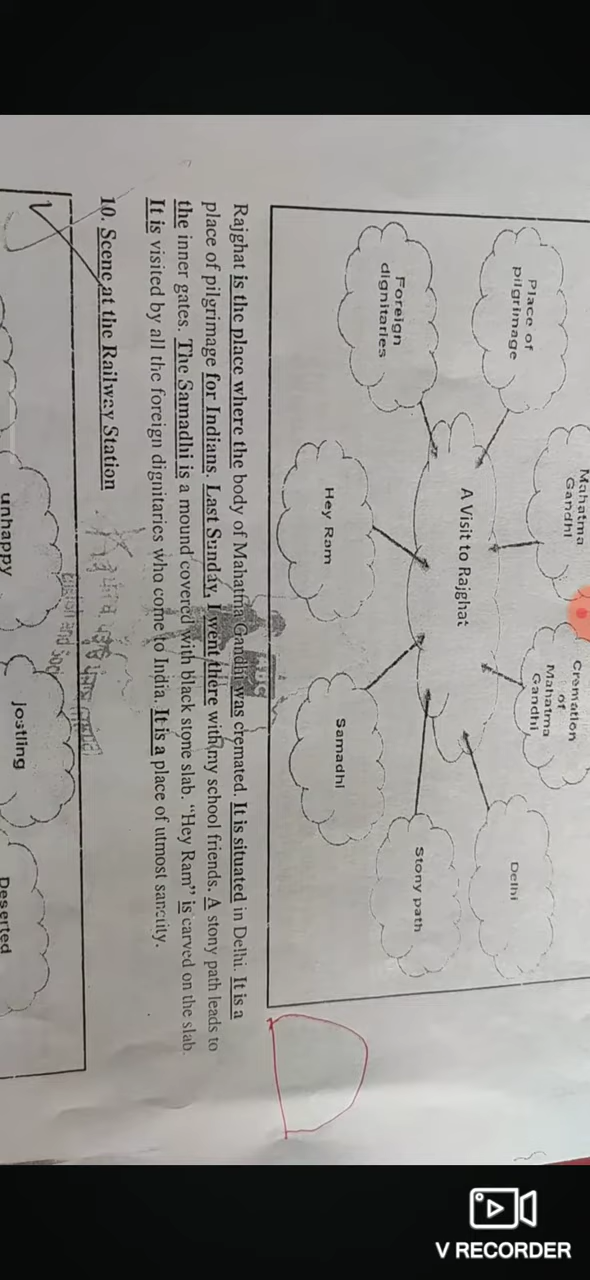 Mahatma
Gandhi
Cremation
of
Mahatma
Gandhi
Place of
pilgrimage
Delhi
A Visit to Rajghat
Foreign
dignitaries
Stony path
Hey Ram
Samadhi
Rajghat is the place where the body of Mahatma Gandhi was cremated. It is situated in Delhi. It is a
place of pilgrimage for Indians. Last Sunday, I went there with my school friends. A stony path leads to
the inner gates. The Samadhi is a mound covered with black stone slab. "Hey Ram" is carved on the slab.
It is visited by all the foreign dignitaries who come to India. It is a place of utmost sanctity.
10. Scene at the Railway Station
unhappy
Jostling
Deserted
V RECORDER